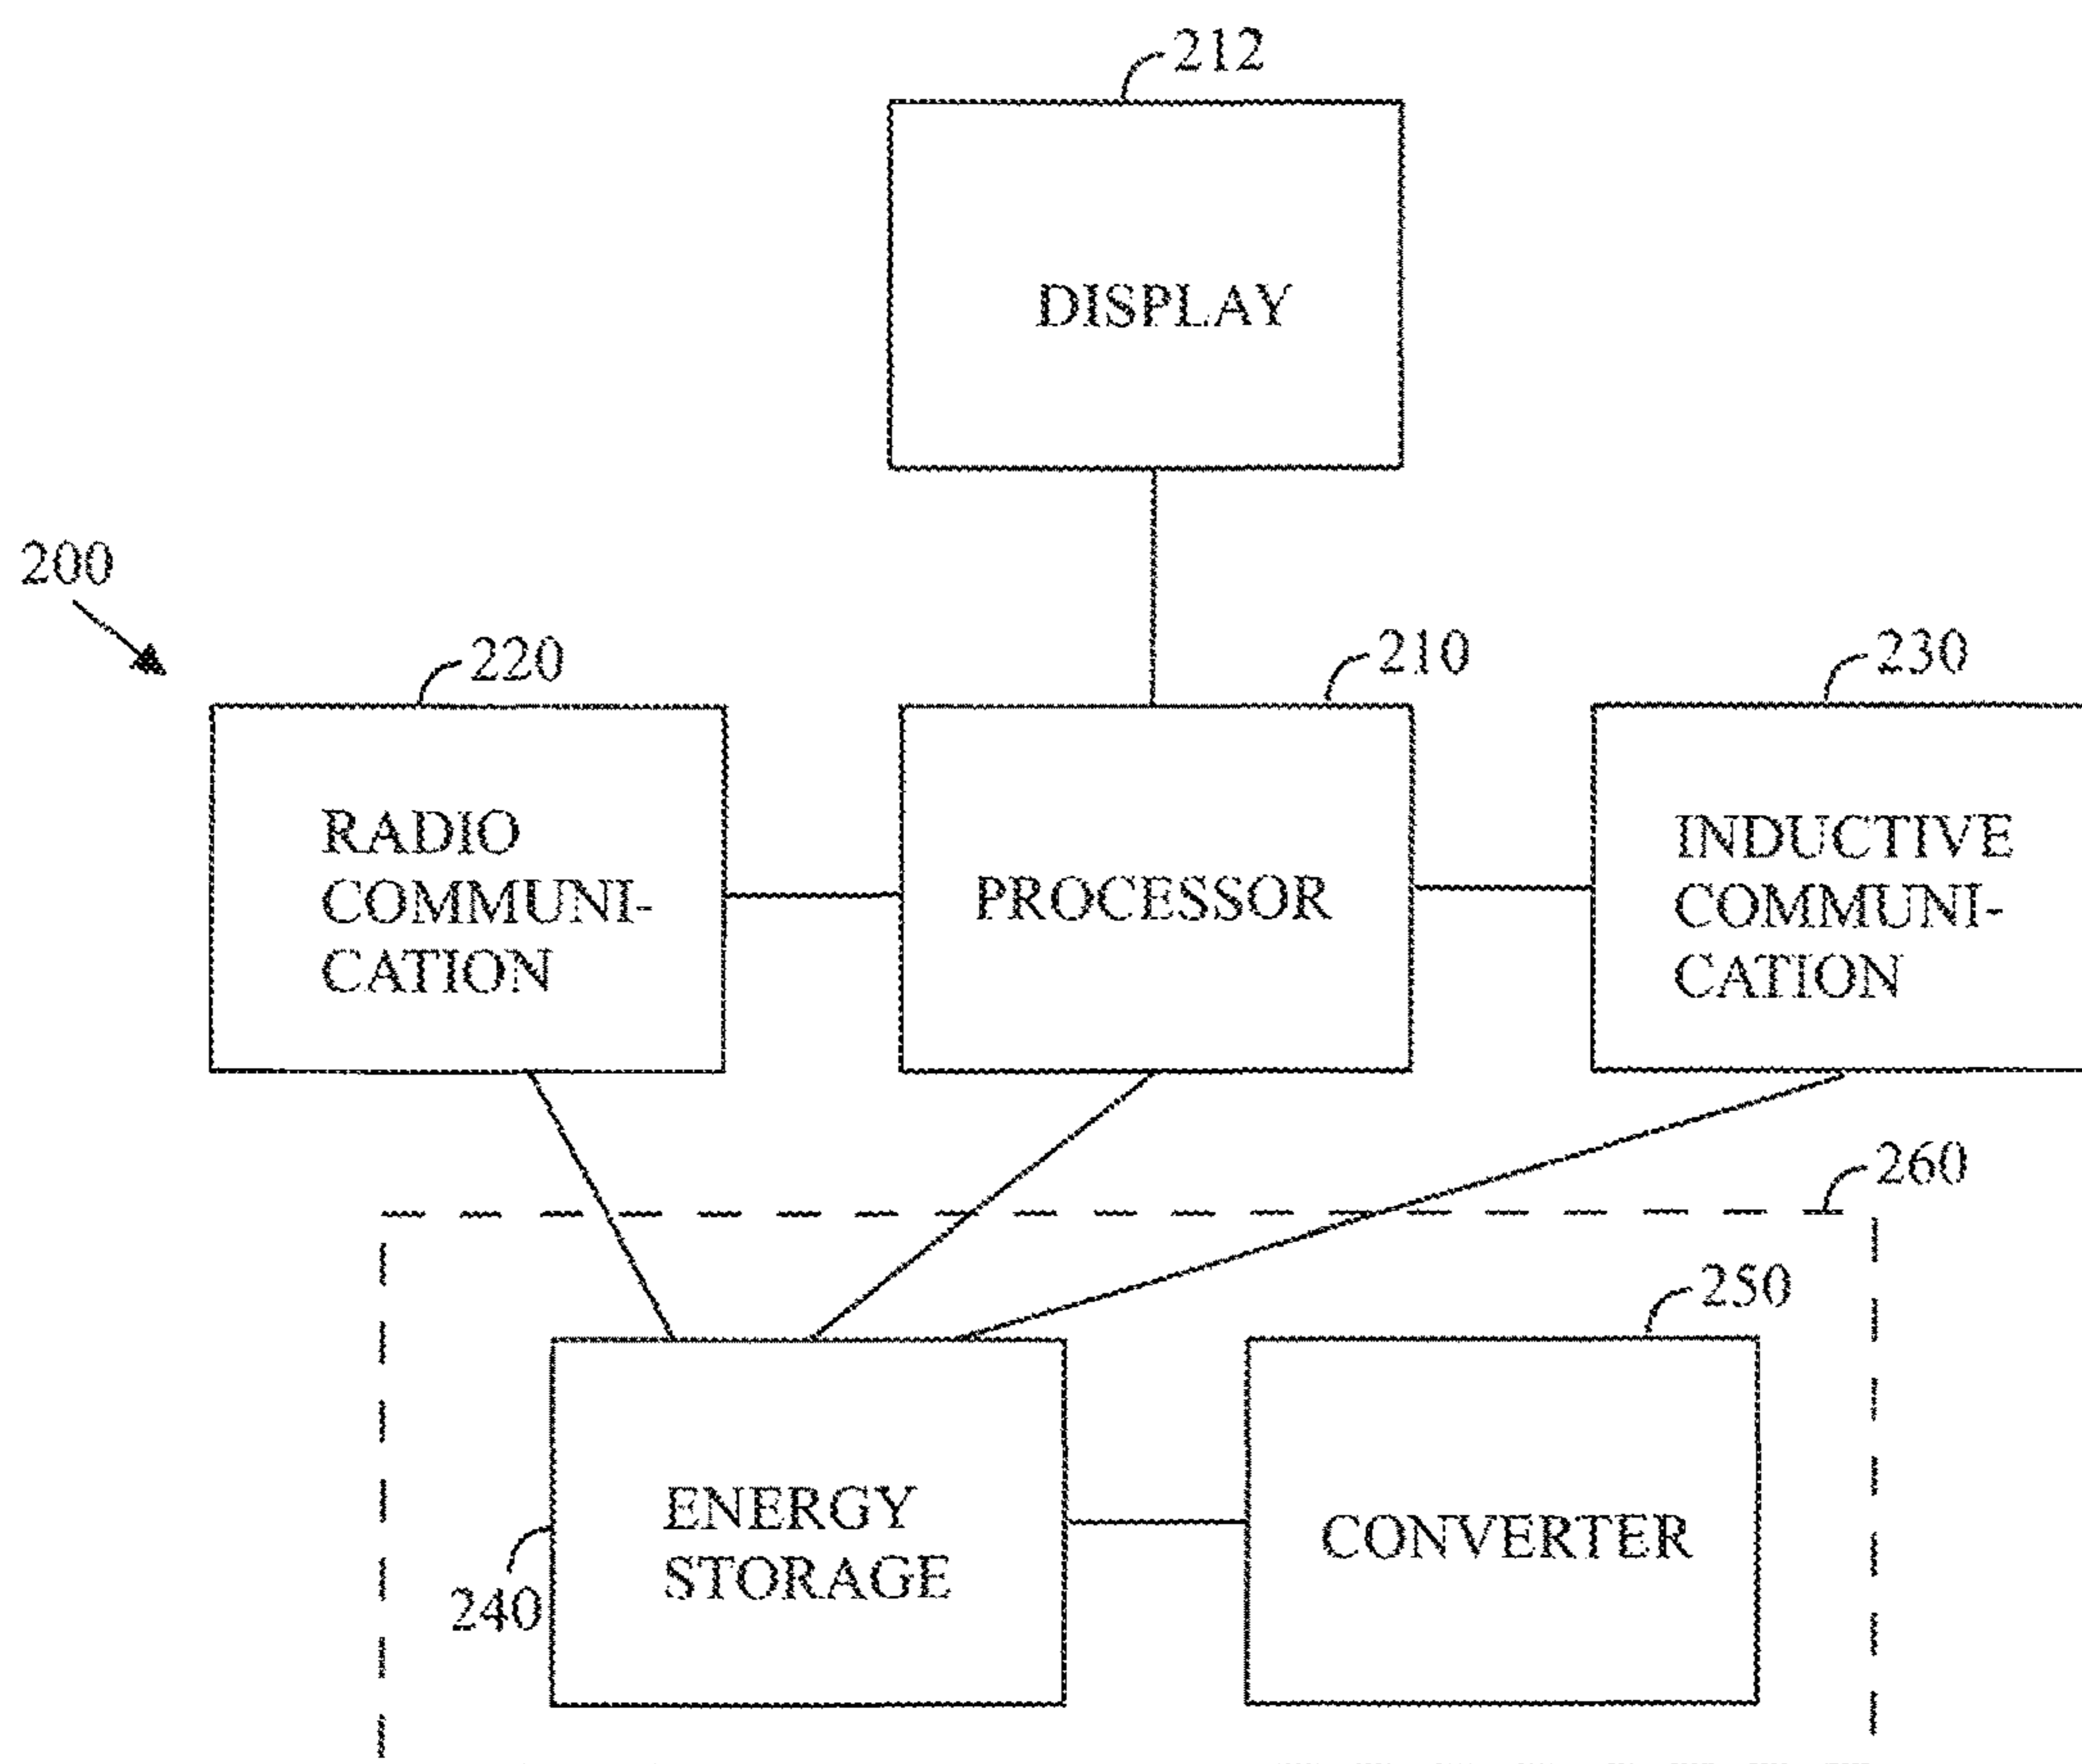 212
DISPLAY
200
220
210
230
RADIO
COMMUNI-
CATION
PROCESSOR
INDUCTIVE
COMMUNI-
CATION
260
250
ENERGY
STORAGE
240
CONVERTER